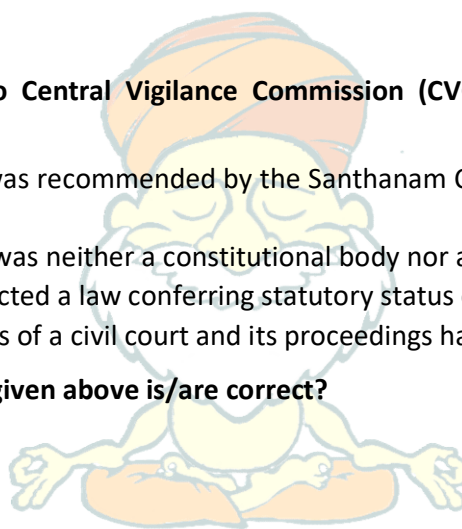 Central Vigilance Commission (CV
was recommended by the Santhanam
was neither a constitutional body nor a
cted a law conferring statutory status
s of a civil court and its proceedings ha
given above is/are correct?